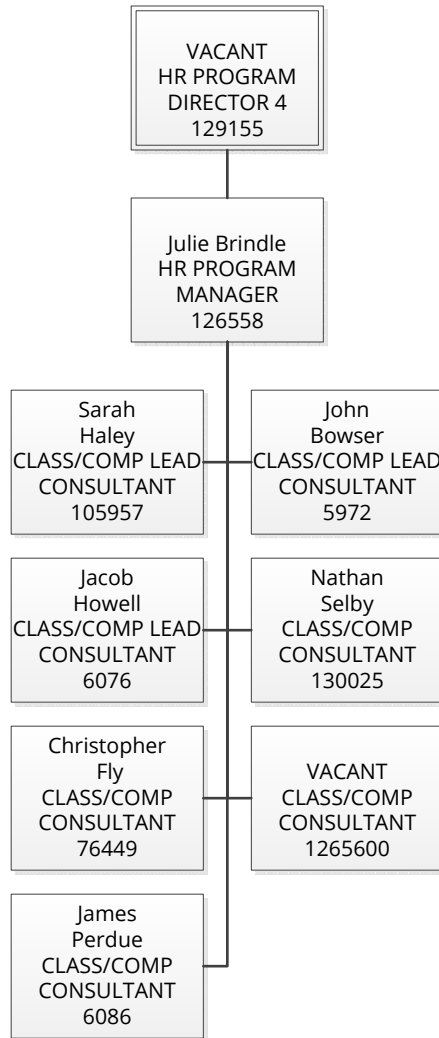 VACANT
HR PROGRAM
DIRECTOR 4
129155
Julie Brindle
HR PROGRAM
MANAGER
126558
Sarah
Haley
CLASS/COMP LEAD
CONSULTANT
105957
John
Bowser
CLASS/COMP LEAD
CONSULTANT
5972
Jacob
Howell
CLASS/COMP LEAD
CONSULTANT
6076
Nathan
Selby
CLASS/COMP
CONSULTANT
130025
Christopher
Fly
CLASS/COMP
CONSULTANT
76449
VACANT
CLASS/COMP
CONSULTANT
1265600
James
Perdue
CLASS/COMP
CONSULTANT
6086